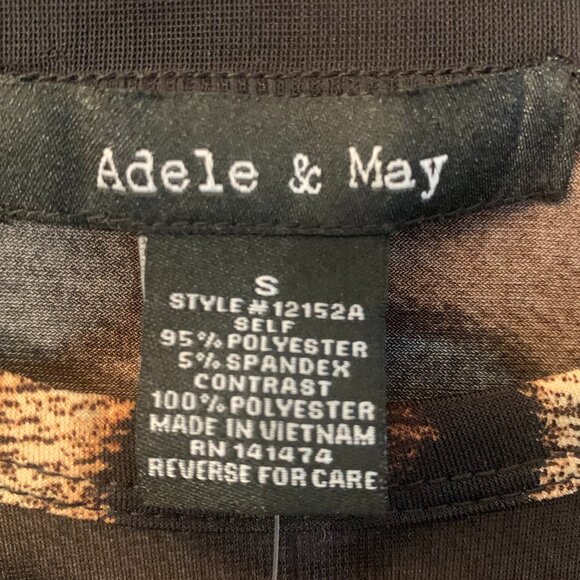 Adele & May
S
STYLE#12152A
SELF
95%POLYESTER
5%SPANDEX
CONTRAST
100%POLYESTER
MADE IN VIETNAM
RN 141474
REVERSE FOR CARE